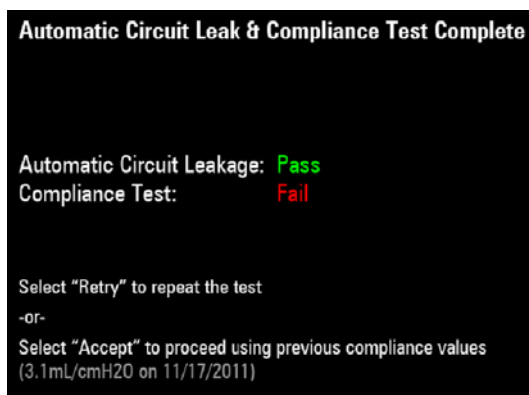 Automatic Circuit Leak & Compliance Test Complete
Automatic Circuit Leakage: Pass
Compliance Test: Fail
Select "Retry" to repeat the test
-or-
Select "Accept" to proceed using previous compliance values
(3.1mL/cmH2O on 11/17/2011)